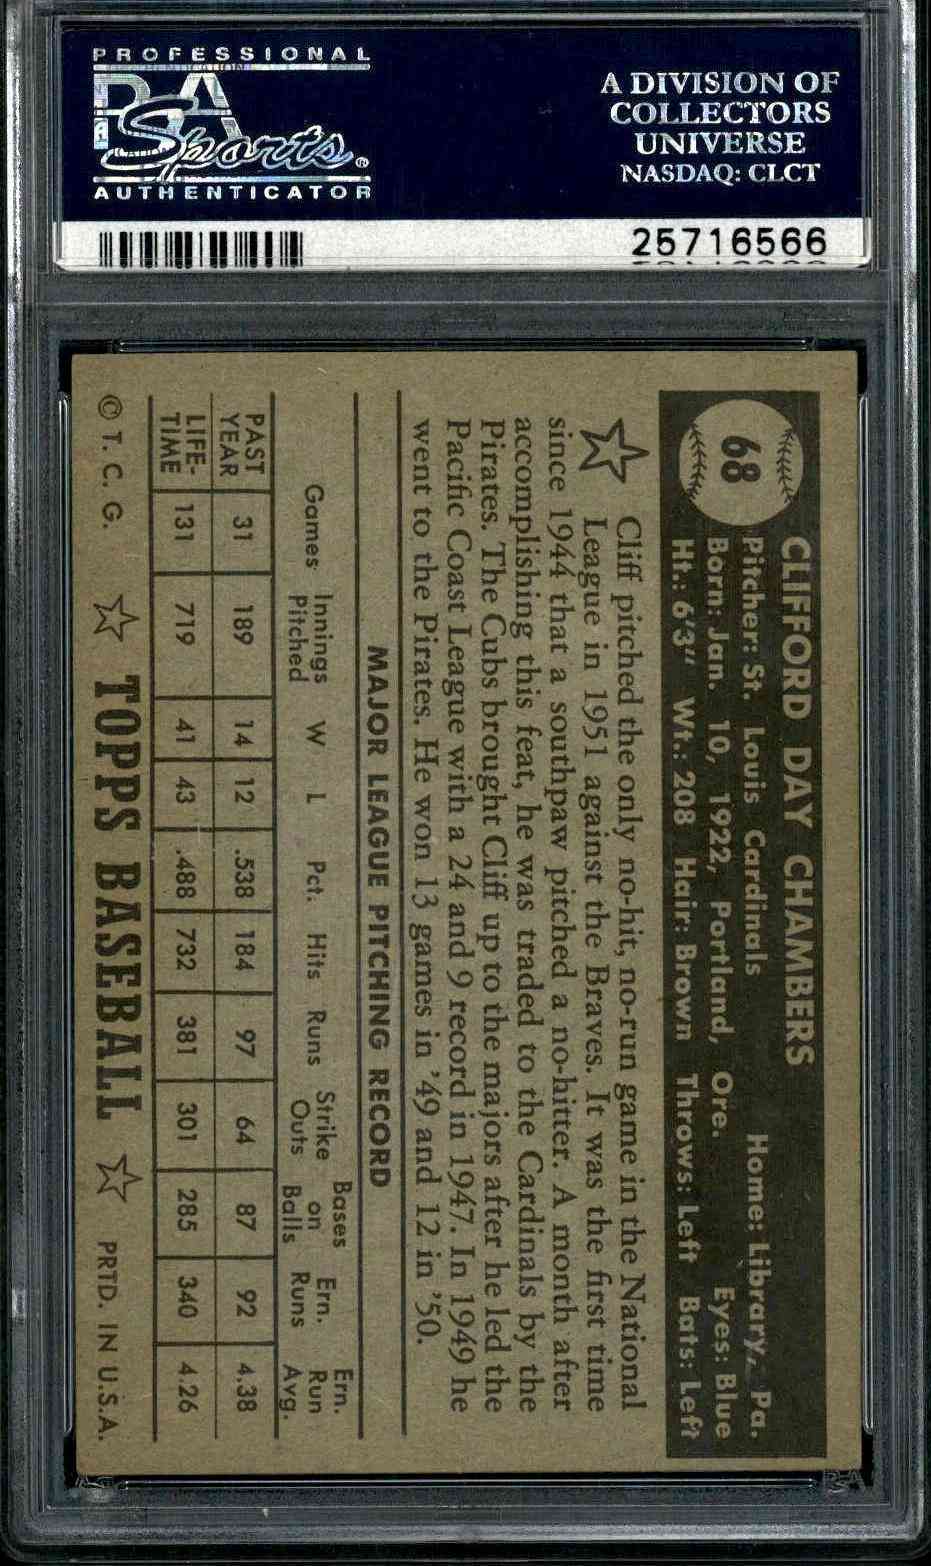 PROFESSIONAL
PSA
Sports®
AUTHENTICATOR
A DIVISION OF
COLLECTORS
UNIVERSE
NASDAQ: CLCT
25716566
68
CLIFFORD DAY CHAMBERS
Pitcher: St. Louis Cardinals Home: Library, Pa.
Born: Jan. 10, 1922, Portland, Ore. Eyes: Blue
Ht.: 6'3" Wt.: 208 Hair: Brown Throws: Left Bats: Left
Cliff pitched the only no-hit, no-run game in the National
League in 1951 against the Braves. It was the first time
since 1944 that a southpaw pitched a no-hitter. A month after
accomplishing this feat, he was traded to the Cardinals by the
Pirates. The Cubs brought Cliff up to the majors after he led the
Pacific Coast League with a 24 and 9 record in 1947. In 1949 he
went to the Pirates. He won 13 games in '49 and 12 in '50.
MAJOR LEAGUE PITCHING RECORD
Games Innings Pitched W L Pct. Hits Runs Strike Outs Bases on Balls Ern. Runs Ern. Run Avg.
PAST YEAR 31 189 14 12 .538 184 97 64 87 92 4.38
LIFE-TIME 131 719 41 43 .488 732 381 301 285 340 4.26
© T. C. G. ☆ TOPPS BASEBALL ☆ PRTD. IN U.S.A.